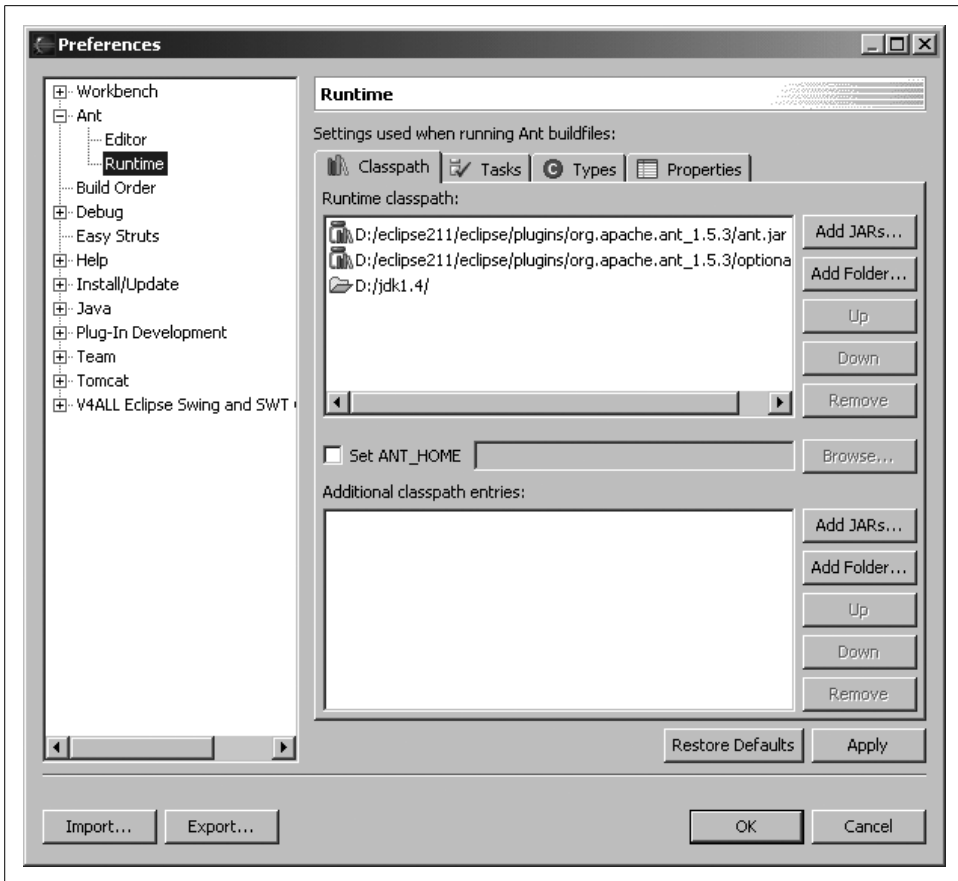 Preferences
Workbench
Ant
Editor
Runtime
Build Order
Debug
Easy Struts
Help
Install/Update
Java
Plug-In Development
Team
Tomcat
V4ALL Eclipse Swing and SWT
Runtime
Settings used when running Ant buildfiles:
Classpath Tasks Types Properties
Runtime classpath:
D:/eclipse211/eclipse/plugins/org.apache.ant_1.5.3/ant.jar
D:/eclipse211/eclipse/plugins/org.apache.ant_1.5.3/optiona
D:/jdk1.4/
Add JARs...
Add Folder...
Up
Down
Remove
Set ANT_HOME
Browse...
Additional classpath entries:
Add JARs...
Add Folder...
Up
Down
Remove
Restore Defaults Apply
Import... Export... OK Cancel